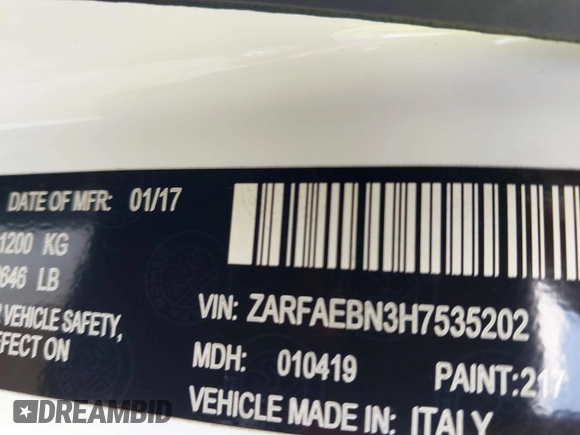 DATE OF MFR: 01/17
1200 KG
646 LB
VEHICLE SAFETY,
EFFECT ON
VIN: ZARFAEBN3H7535202
MDH: 010419 PAINT:217
VEHICLE MADE IN: ITALY
DREAMBID